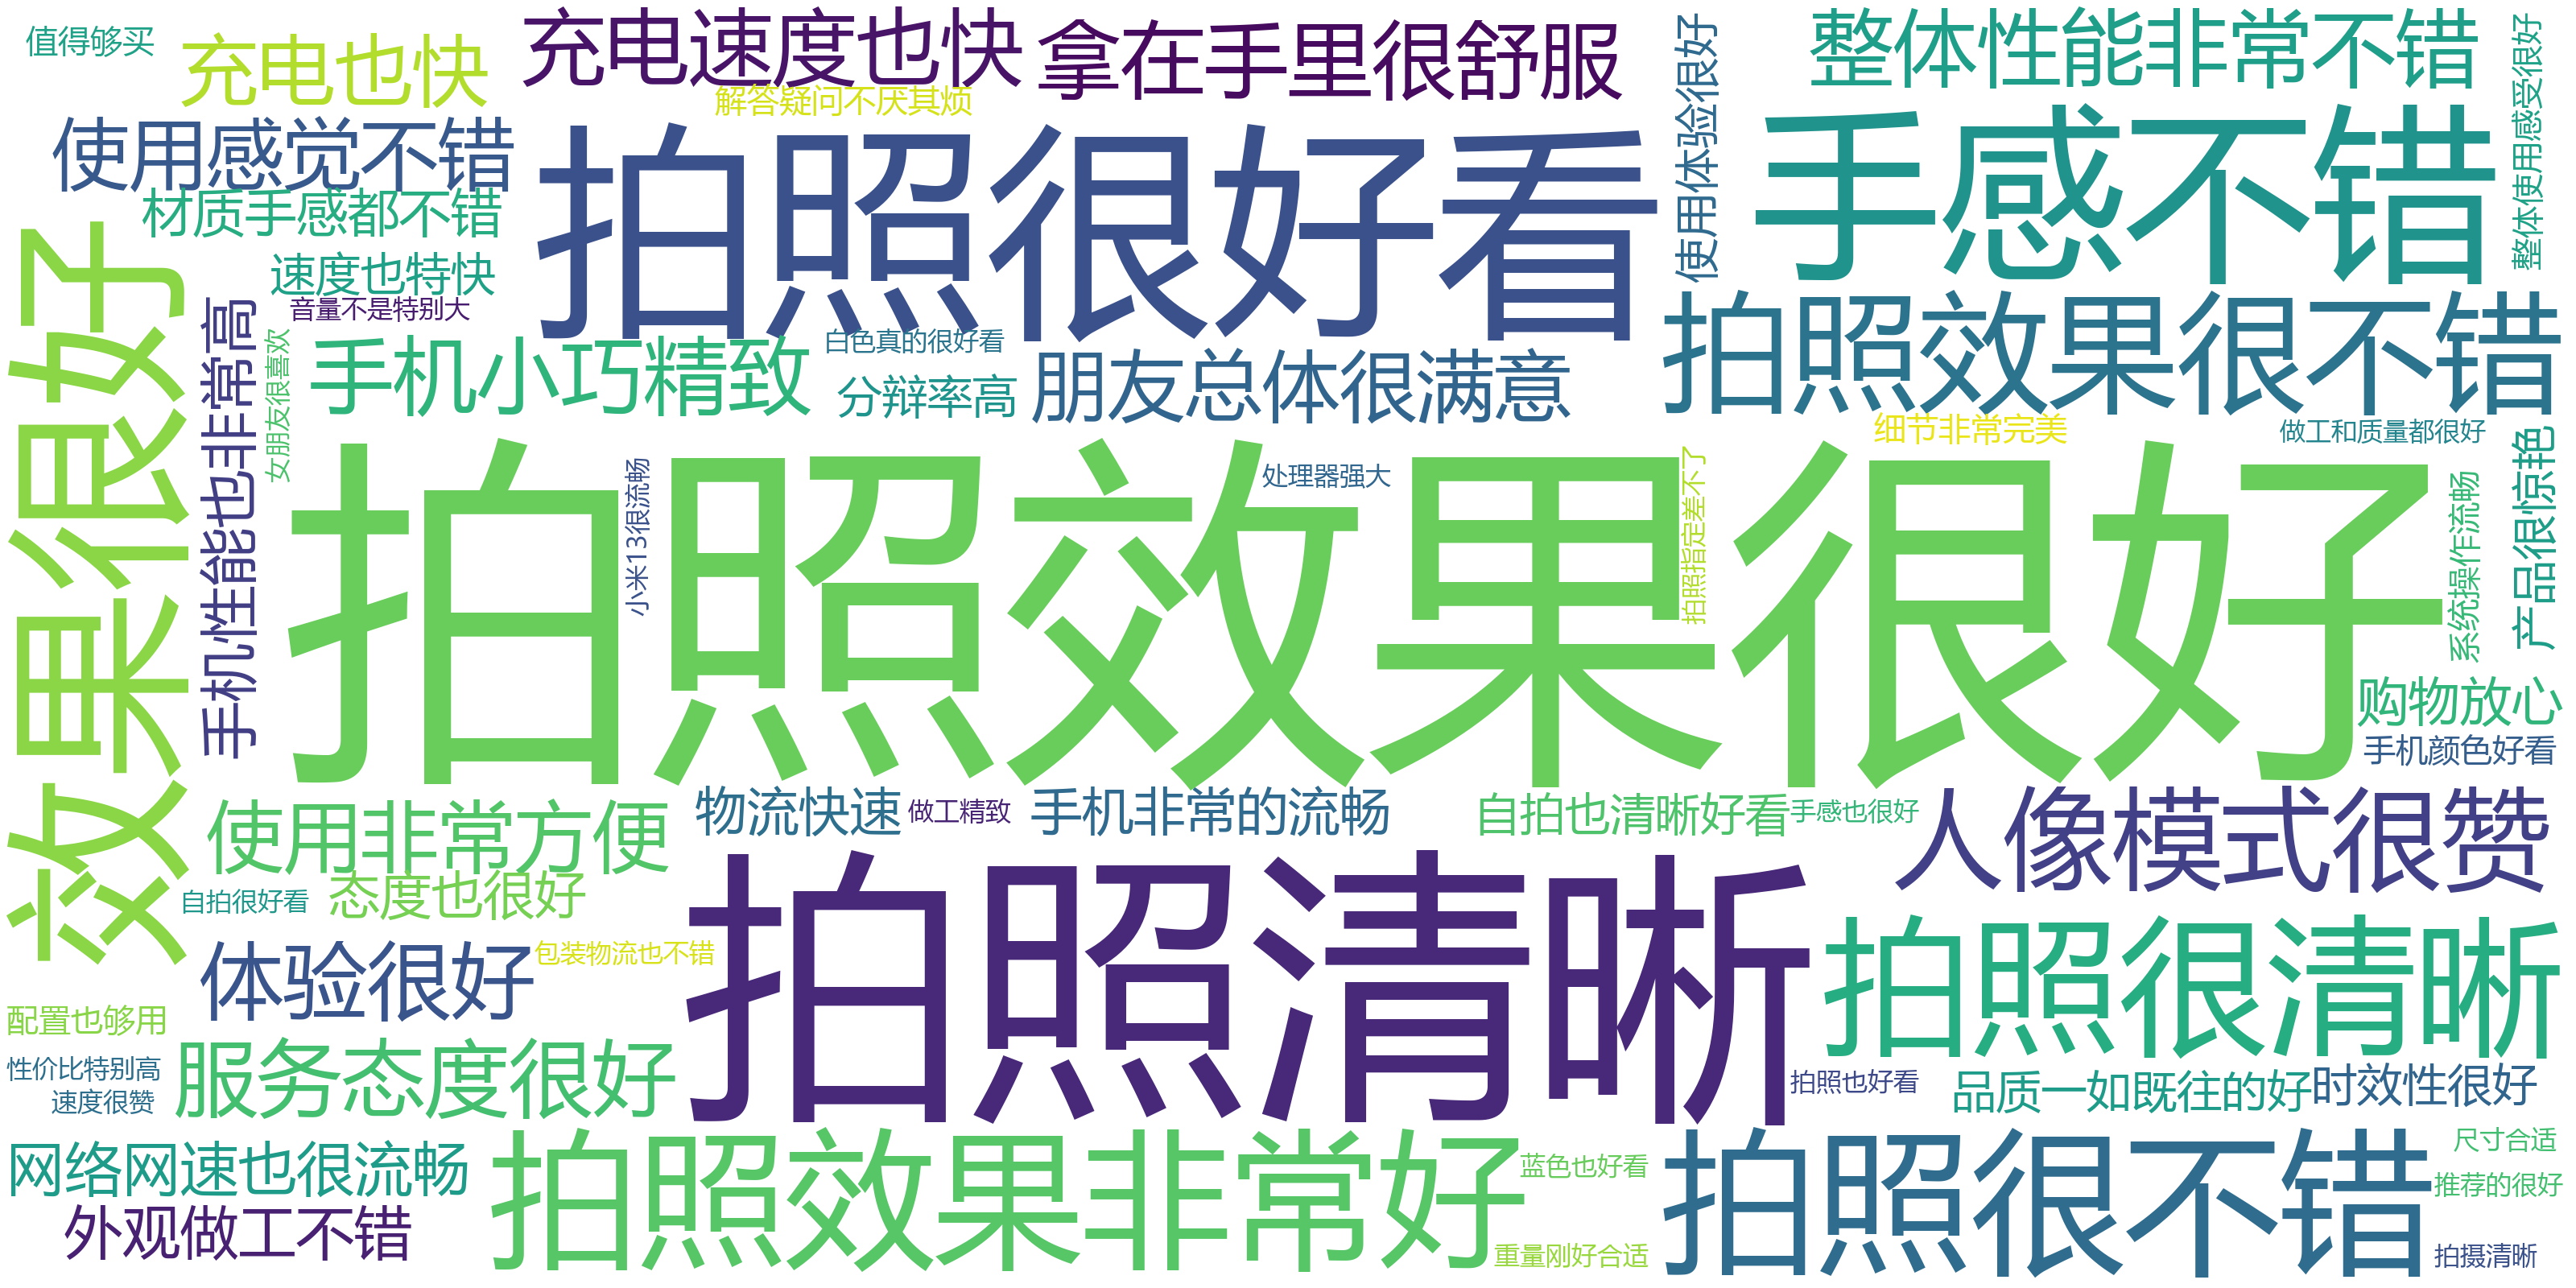 值得够买
充电也快
充电速度也快
拿在手里很舒服
使用体验很好
整体性能非常不错
整体使用感受很好
解答疑问不厌其烦
使用感觉不错
拍照很好看
手感不错
材质手感都不错
速度也特快
音量不是特别大
效果很好
手机性能也非常高
女朋友很喜欢
手机小巧精致
白色真的很好看
分辩率高
朋友总体很满意
拍照效果很不错
细节非常完美
做工和质量都很好
拍照效果很好
小米13很流畅
处理器强大
拍照指定差不了
系统操作流畅
产品很惊艳
购物放心
手机颜色好看
使用非常方便
物流快速
做工精致
手机非常的流畅
自拍也清晰好看
手感也很好
人像模式很赞
自拍很好看
态度也很好
拍照清晰
拍照很清晰
体验很好
包装物流也不错
配置也够用
性价比特别高
速度很赞
服务态度很好
拍照也好看
品质一如既往的好
时效性很好
网络网速也很流畅
外观做工不错
拍照效果非常好
蓝色也好看
重量刚好合适
拍照很不错
尺寸合适
推荐的很好
拍摄清晰